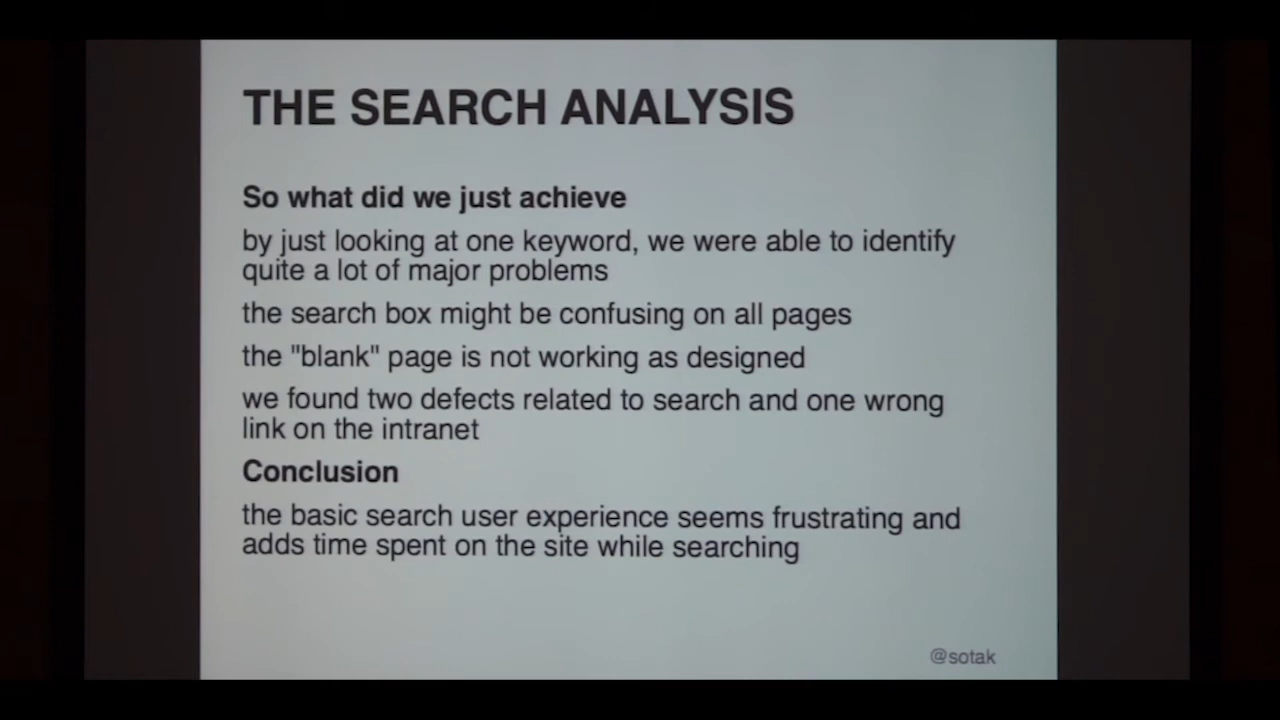 THE SEARCH ANALYSIS
So what did we just achieve
by just looking at one keyword, we were able to identify
quite a lot of major problems
the search box might be confusing on all pages
the "blank" page is not working as designed
we found two defects related to search and one wrong
link on the intranet
Conclusion
the basic search user experience seems frustrating and
adds time spent on the site while searching
@sotak